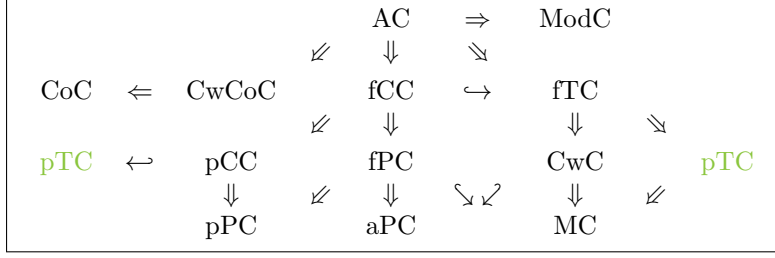 AC ⇒ ModC
⇙ ⇓ ⇘
CoC ⇐ CwCoC fCC ↪ fTC
⇙ ⇓ ⇓ ⇘
pTC ↩ pCC fPC CwC pTC
⇓ ⇙ ⇓ ⤥⇙ ⇓ ⇙
pPC aPC MC